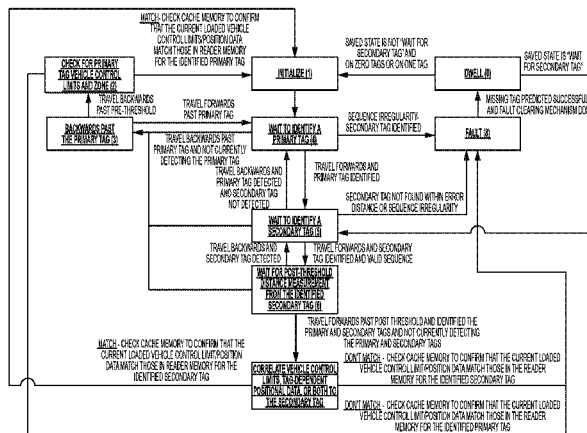 MATCH - CHECK CACHE MEMORY TO CONFIRM
THAT THE CURRENT LOADED VEHICLE
CONTROL LIMITS/POSITION DATA
MATCH THOSE IN READER MEMORY
FOR THE IDENTIFIED PRIMARY TAG
SAVED STATE IS NOT "WAIT FOR
SECONDARY TAG" AND
ON ZERO TAGS OR ON-ONE TAG
SAVED STATE IS "WAIT
FOR SECONDARY TAG"
CHECK FOR PRIMARY
TAG VEHICLE CONTROL
LIMITS AND ZONE (2)
INITIALIZE (1)
DWELL (0)
TRAVEL BACKWARDS
PAST PRE-THRESHOLD
TRAVEL FORWARDS
PAST PRIMARY TAG
SEQUENCE IRREGULARITY-
SECONDARY TAG IDENTIFIED
MISSING TAG PREDICTED SUCCESSFUL
AND FAULT CLEARING MECHANISM DO
BACKWARDS PAST
THE PRIMARY TAG (3)
WAIT TO IDENTIFY A
PRIMARY TAG (4)
FAULT
TRAVEL BACKWARDS PAST
PRIMARY TAG AND NOT CURRENTLY
DETECTING THE PRIMARY TAG
TRAVEL BACKWARDS AND
PRIMARY TAG DETECTED
AND SECONDARY TAG
NOT DETECTED
TRAVEL FORWARDS AND
PRIMARY TAG IDENTIFIED
SECONDARY TAG NOT FOUND WITHIN ERROR
DISTANCE OR SEQUENCE IRREGULARITY
WAIT TO IDENTIFY A
SECONDARY TAG (5)
TRAVEL BACKWARDS AND
SECONDARY TAG DETECTED
TRAVEL FORWARDS AND SECONDARY
TAG IDENTIFIED AND VALID SEQUENCE
WAIT FOR POST-THRESHOLD
DISTANCE MEASUREMENT
FROM THE IDENTIFIED
SECONDARY TAG (6)
TRAVEL FORWARDS PAST POST THRESHOLD AND IDENTIFIED THE
PRIMARY AND SECONDARY TAGS AND NOT CURRENTLY DETECTING
THE PRIMARY AND SECONDARY TAGS
MATCH - CHECK CACHE MEMORY TO CONFIRM THAT THE
CURRENT LOADED VEHICLE CONTROL LIMIT/POSITION
DATA MATCH THOSE IN READER MEMORY FOR THE
IDENTIFIED SECONDARY TAG
DON'T MATCH - CHECK CACHE MEMORY TO CONFIRM THAT THE CURRENT LOADED
VEHICLE CONTROL LIMIT/POSITION DATA MATCH THOSE IN THE READER
MEMORY FOR THE IDENTIFIED SECONDARY TAG
CORRELATE VEHICLE CONTROL
LIMITS, TAG-DEPENDENT
POSITIONAL DATA, OR BOTH TO
THE SECONDARY TAG
DON'T MATCH - CHECK CACHE MEMORY TO CONFIRM THAT THE CURRENT LOADED
VEHICLE CONTROL LIMIT/POSITION DATA MATCH THOSE IN THE READER
MEMORY FOR THE IDENTIFIED PRIMARY TAG